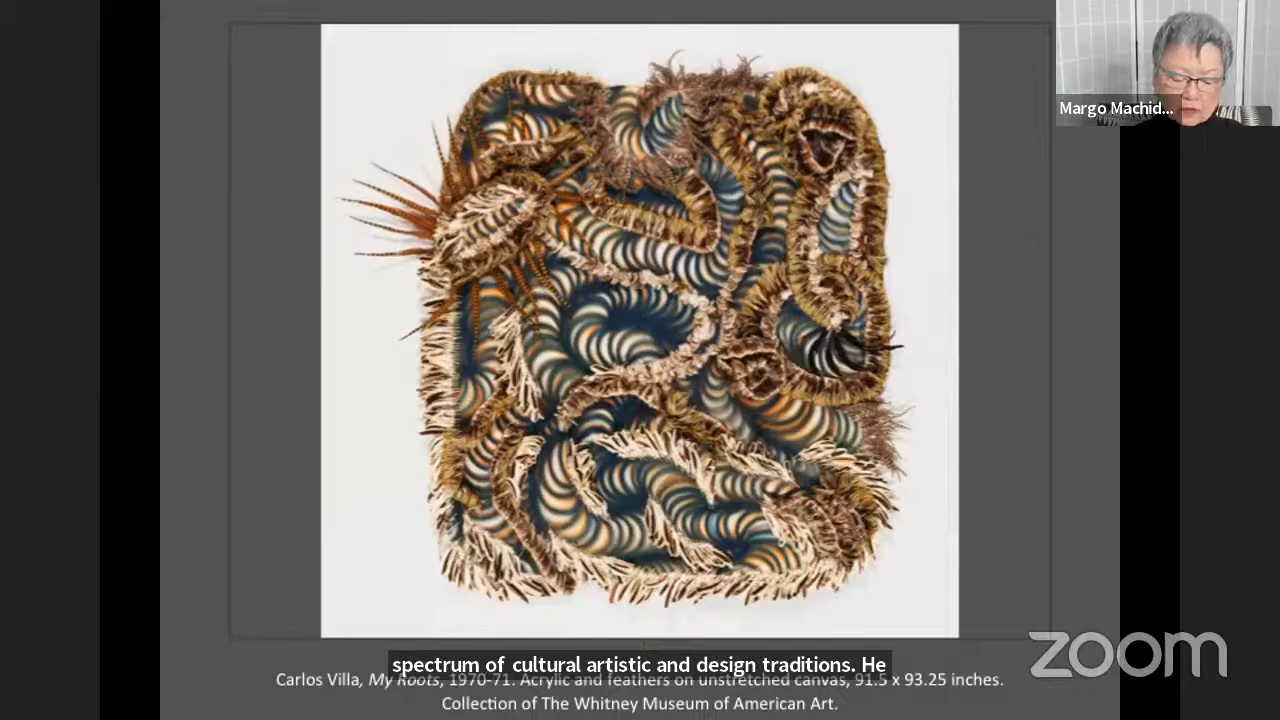 Margo Machid...
spectrum of cultural artistic and design traditions. He
Carlos Villa, My Roots, 1970-71. Acrylic and feathers on unstretched canvas, 91.5 x 93.25 inches.
Collection of The Whitney Museum of American Art.
zoom